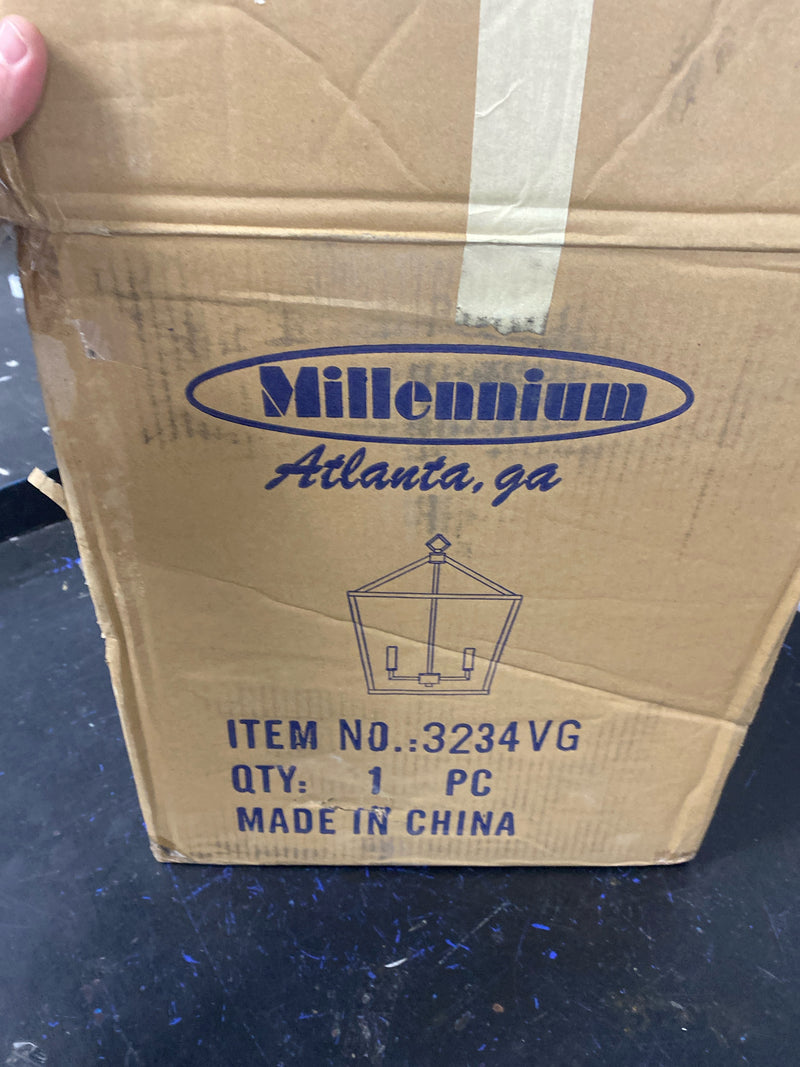 Millennium
Atlanta, ga
ITEM NO.:3234VG
QTY: 1 PC
MADE IN CHINA